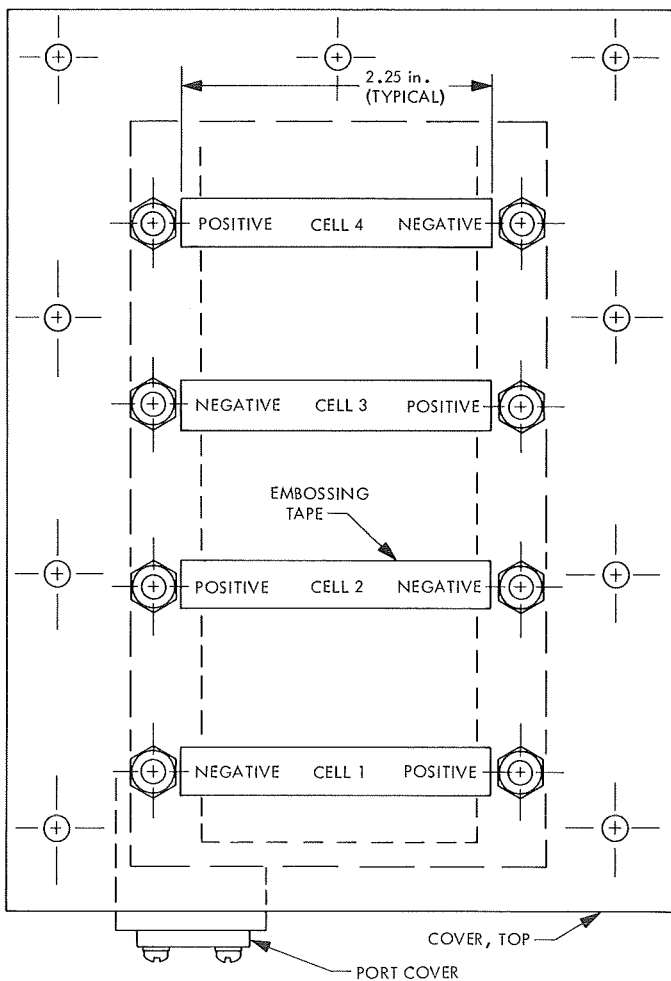 2.25 in.
(TYPICAL)
POSITIVE CELL 4 NEGATIVE
NEGATIVE CELL 3 POSITIVE
EMBOSSING
TAPE
POSITIVE CELL 2 NEGATIVE
NEGATIVE CELL 1 POSITIVE
COVER, TOP
PORT COVER